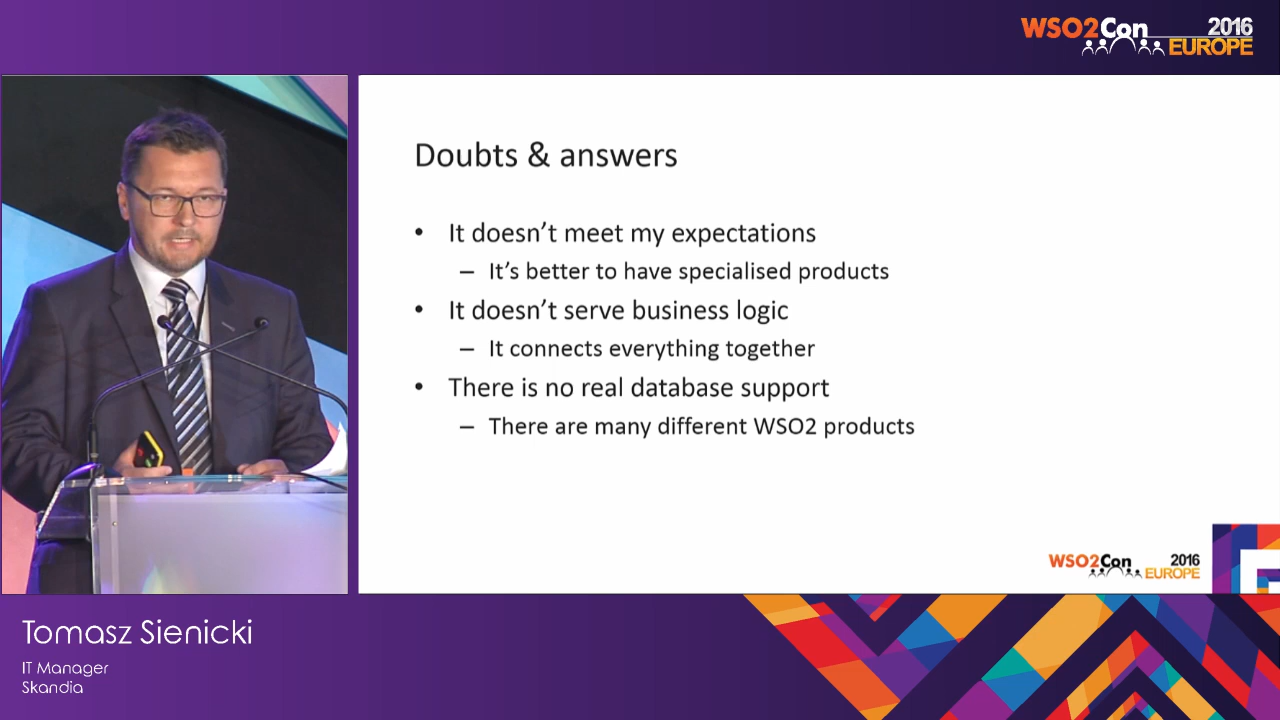 WSO2Con 2016
EUROPE
Doubts & answers
• It doesn't meet my expectations
– It's better to have specialised products
• It doesn't serve business logic
– It connects everything together
• There is no real database support
– There are many different WSO2 products
WSO2Con 2016
EUROPE
Tomasz Sienicki
IT Manager
Skandia